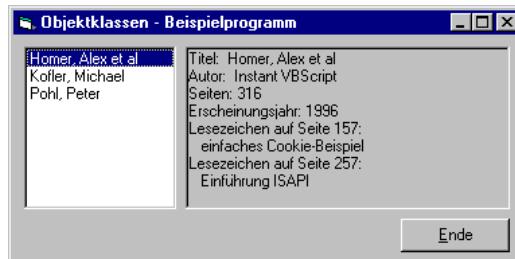 Objektklassen - Beispielprogramm
Homer, Alex et al
Kofler, Michael
Pohl, Peter
Titel: Homer, Alex et al
Autor: Instant VBScript
Seiten: 316
Erscheinungsjahr: 1996
Lesezeichen auf Seite 157:
einfaches Cookie-Beispiel
Lesezeichen auf Seite 257:
Einführung ISAPI
Ende